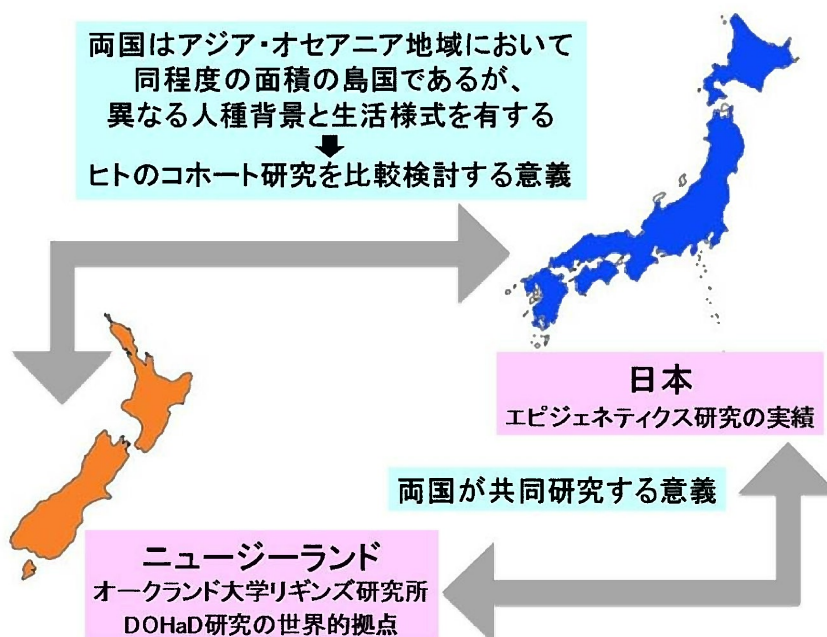 両国はアジア・オセアニア地域において
同程度の面積の島国であるが、
異なる人種背景と生活様式を有する
ヒトのコホート研究を比較検討する意義
日本
エピジェネティクス研究の実績
両国が共同研究する意義
ニュージーランド
オークランド大学リギンズ研究所
DOHaD研究の世界的拠点